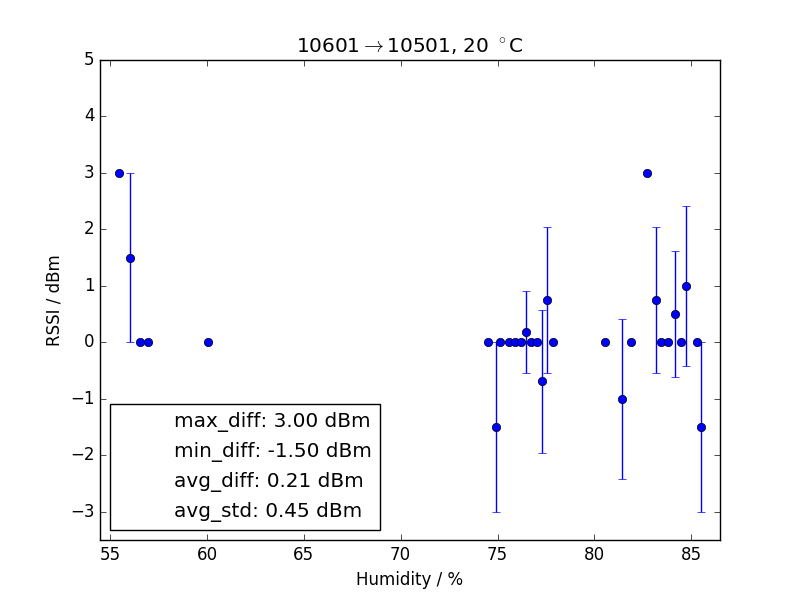 10601→10501, 20 °C
5
4
3
2
1
0
−1
−2
−3
RSSI / dBm
max_diff: 3.00 dBm
min_diff: -1.50 dBm
avg_diff: 0.21 dBm
avg_std: 0.45 dBm
55 60 65 70 75 80 85
Humidity / %